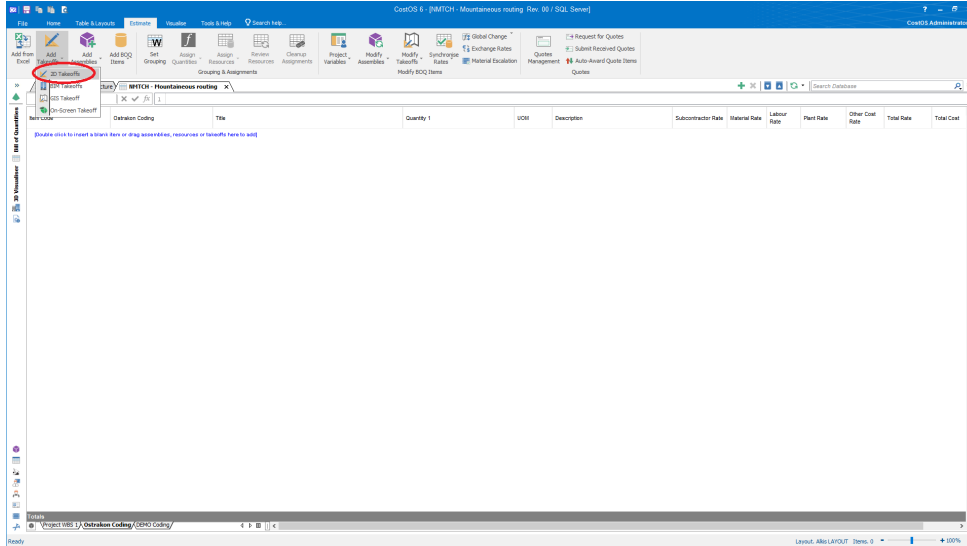 CostOS 6 - [NMTCH - Mountaineous routing Rev. 00 / SQL Server]
File Home Table & Layouts Estimate Visualise Tools & Help Search help...
CostOS Administrator
Add from Excel
Add Takeoffs
Add Assemblies
Add BOQ Items
Set Grouping
Assign Quantities
Assign Resources
Review Resources
Cleanup Assignments
Project Variables
Modify Assemblies
Modify Takeoffs
Synchronise Rates
Global Change
Exchange Rates
Material Escalation
Quotes Management
Request for Quotes
Submit Received Quotes
Auto-Award Quote Items
Grouping & Assignments
Modify BOQ Items
Quotes
2D Takeoffs
BIM Takeoffs
GIS Takeoff
On-Screen Takeoff
cture
NMTCH - Mountaineous routing x
Search Database
fx 1
Item Code Ostrakon Coding Title Quantity 1 UOM Description Subcontractor Rate Material Rate Labour Rate Plant Rate Other Cost Rate Total Rate Total Cost
(Double click to insert a blank item or drag assemblies, resources or takeoffs here to add)
Bill of Quantities
3D Visualiser
Totals
Project WBS 1 Ostrakon Coding DEMO Coding
Ready
Layout. Alkis LAYOUT Items. 0
100%